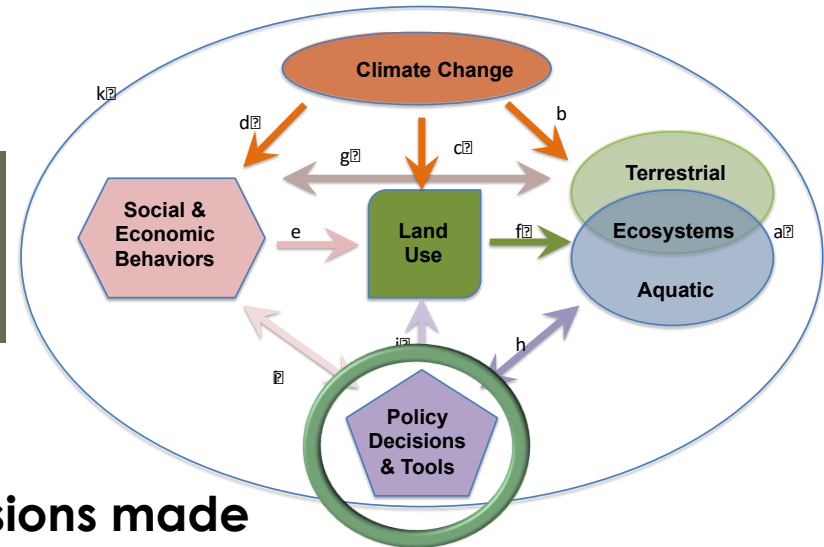 Climate Change
k
d
b
g
c
Terrestrial
Social &
Economic
Behaviors
e
Land
Use
f
Ecosystems
a
Aquatic
h
Policy
Decisions
& Tools
sions made